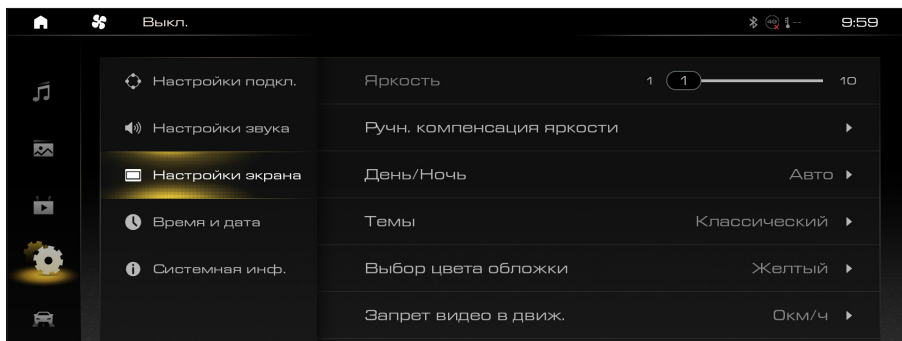 Выкл.
4G
--
9:59
Настройки подкл.
Яркость
1
1
10
Настройки звука
Ручн. компенсация яркости
Настройки экрана
День/Ночь
Авто
Время и дата
Темы
Классический
Системная инф.
Выбор цвета обложки
Желтый
Запрет видео в движ.
0км/ч